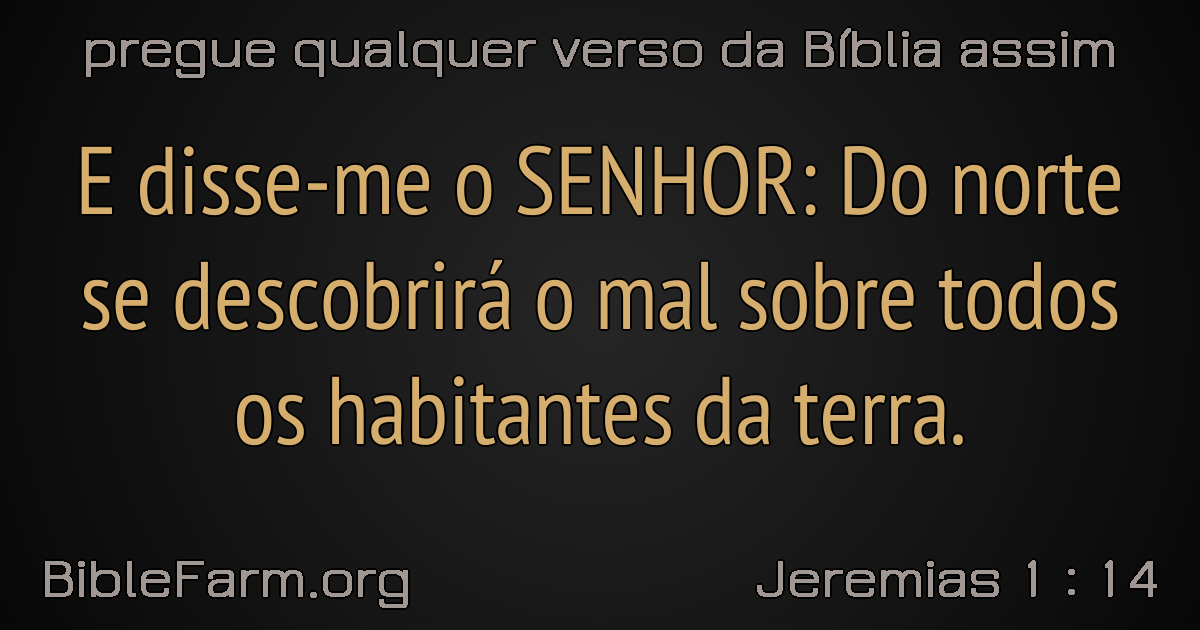 pregue qualquer verso da Bíblia assim
E disse-me o SENHOR: Do norte
se descobrirá o mal sobre todos
os habitantes da terra.
BibleFarm.org
Jeremias 1 : 14